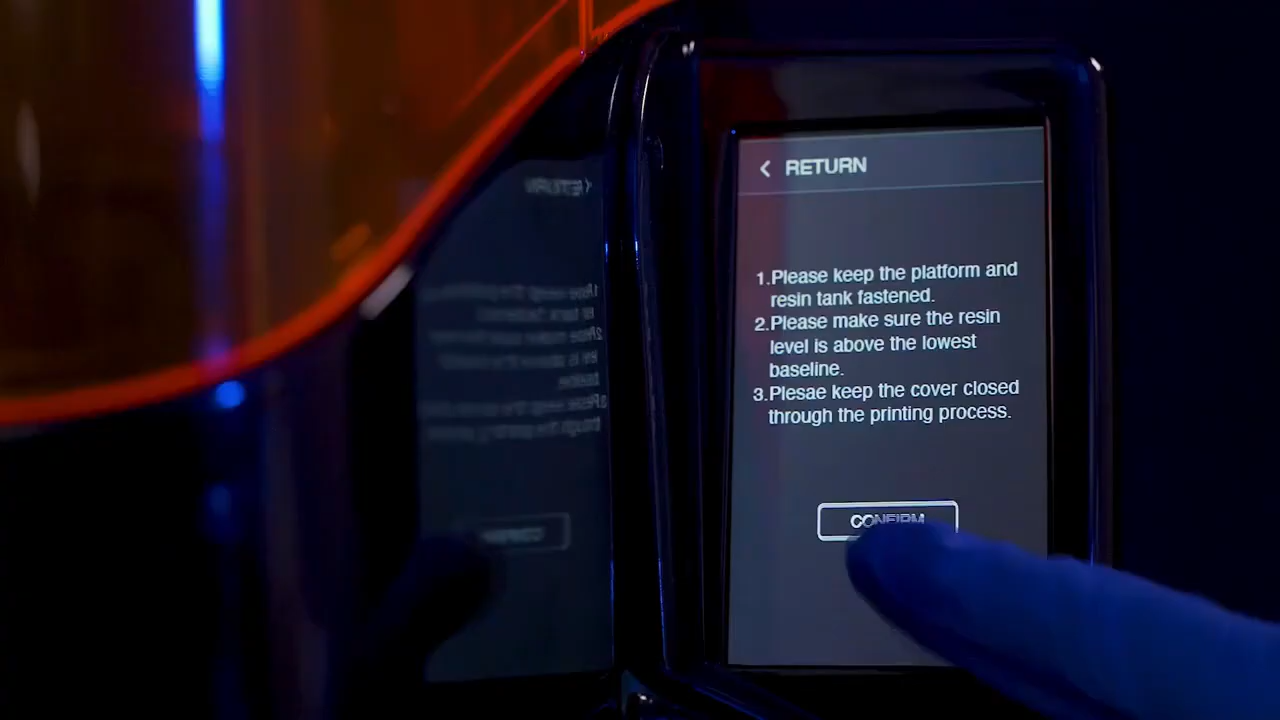 < RETURN
1.Please keep the platform and
resin tank fastened.
2.Please make sure the resin
level is above the lowest
baseline.
3.Plesae keep the cover closed
through the printing process.
CONFIRM